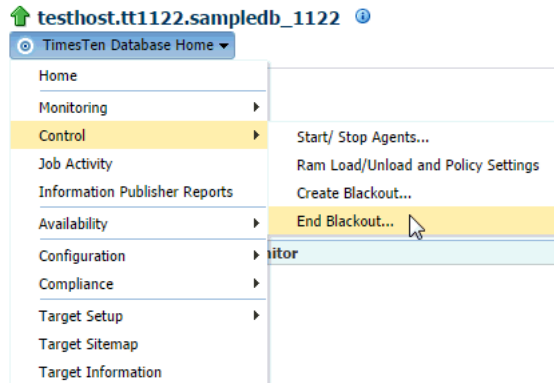 testhost.tt1122.sampledb_1122
TimesTen Database Home
Home
Monitoring
Control
Job Activity
Information Publisher Reports
Availability
Configuration
Compliance
Target Setup
Target Sitemap
Target Information
Start/ Stop Agents...
Ram Load/Unload and Policy Settings
Create Blackout...
End Blackout...
nitor